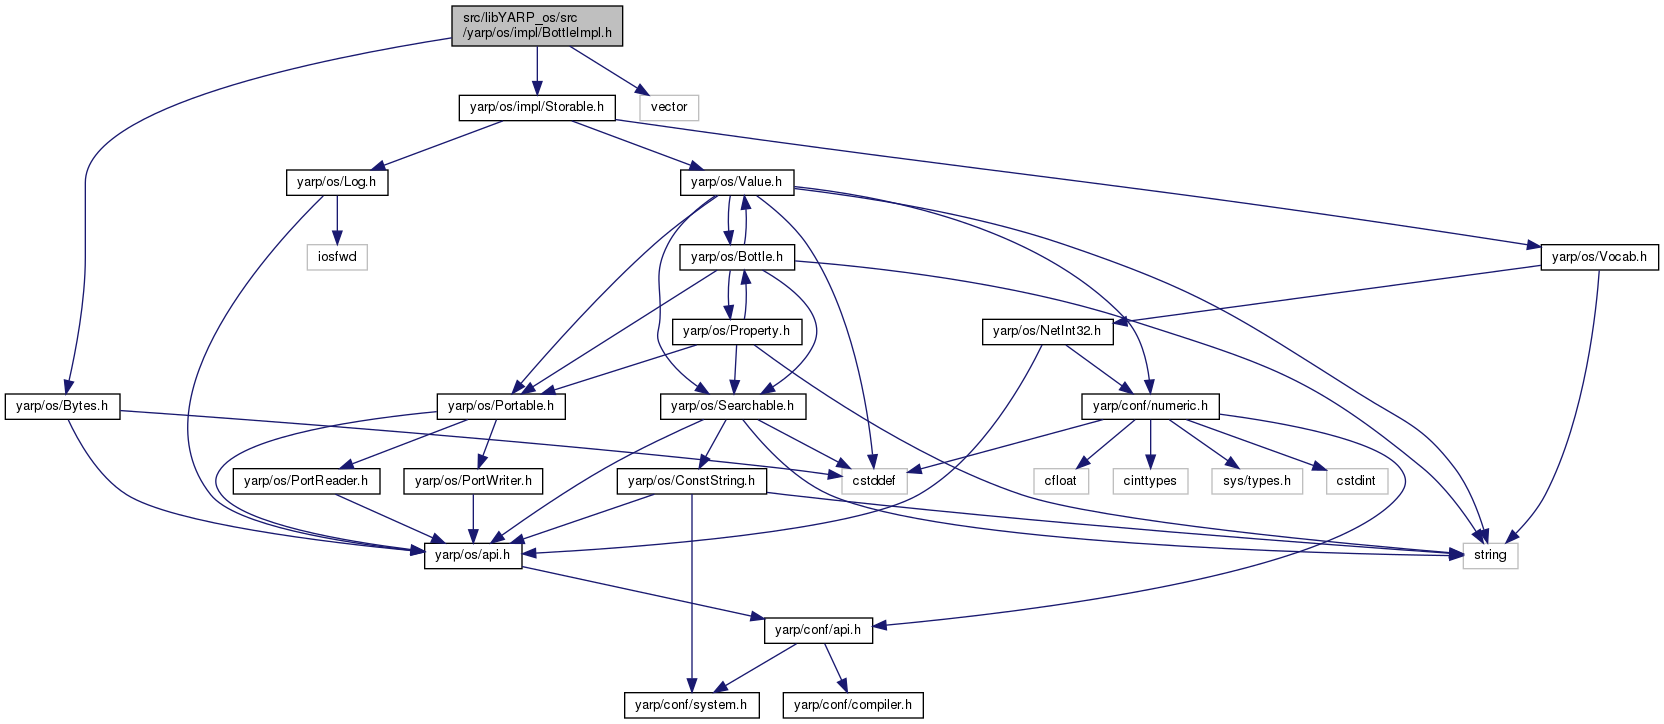 src/libYARP_os/src
/yarp/os/impl/BottleImpl.h
yarp/os/impl/Storable.h
vector
yarp/os/Log.h
yarp/os/Value.h
iosfwd
yarp/os/Bottle.h
yarp/os/Vocab.h
yarp/os/Property.h
yarp/os/NetInt32.h
yarp/os/Bytes.h
yarp/os/Portable.h
yarp/os/Searchable.h
yarp/conf/numeric.h
yarp/os/PortReader.h
yarp/os/PortWriter.h
yarp/os/ConstString.h
cstddef
cfloat
cinttypes
sys/types.h
cstdint
yarp/os/api.h
string
yarp/conf/api.h
yarp/conf/system.h
yarp/conf/compiler.h